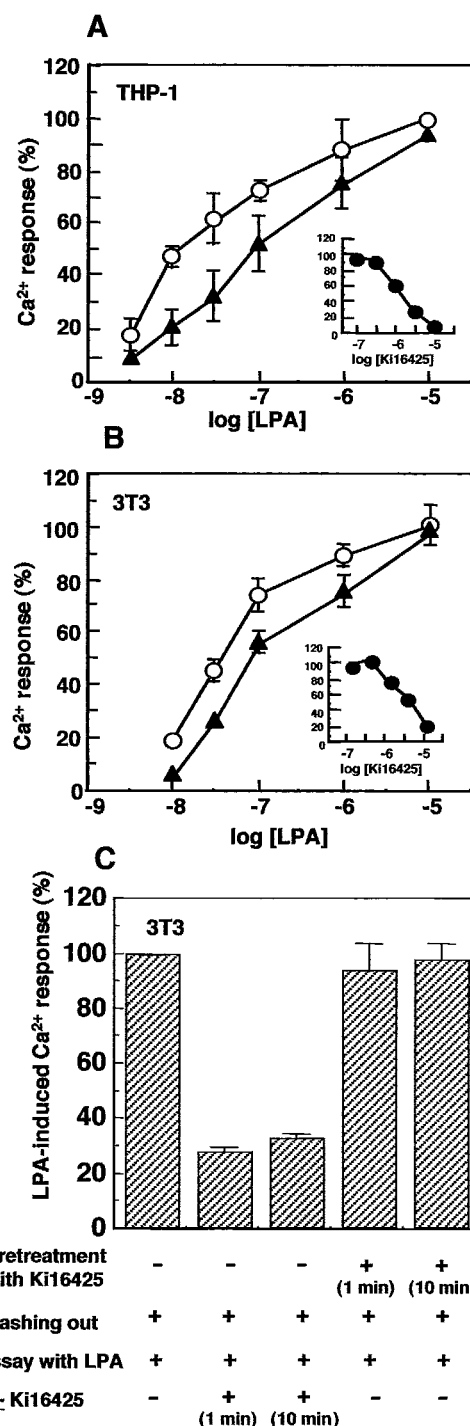 A
THP-1
Ca2+ response (%)
120
100
80
60
40
20
0
-9 -8 -7 -6 -5
log [LPA]
120
100
80
60
40
20
0
-7 -6 -5
log [Ki16425]
B
3T3
Ca2+ response (%)
120
100
80
60
40
20
0
-9 -8 -7 -6 -5
log [LPA]
120
100
80
60
40
20
0
-7 -6 -5
log [Ki16425]
C
3T3
LPA-induced Ca2+ response (%)
120
100
80
60
40
20
0
retreatment - - - + +
ith Ki16425 (1 min) (10 min
ashing out + + + + +
ssay with LPA + + + + +
- Ki16425 - + + - -
(1 min) (10 min)